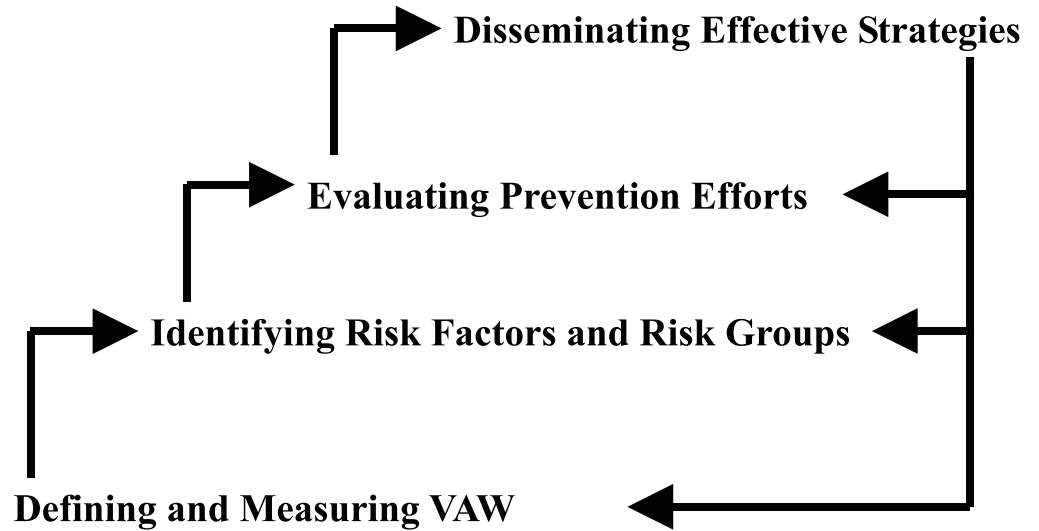 Disseminating Effective Strategies
Evaluating Prevention Efforts
Identifying Risk Factors and Risk Groups
Defining and Measuring VAW